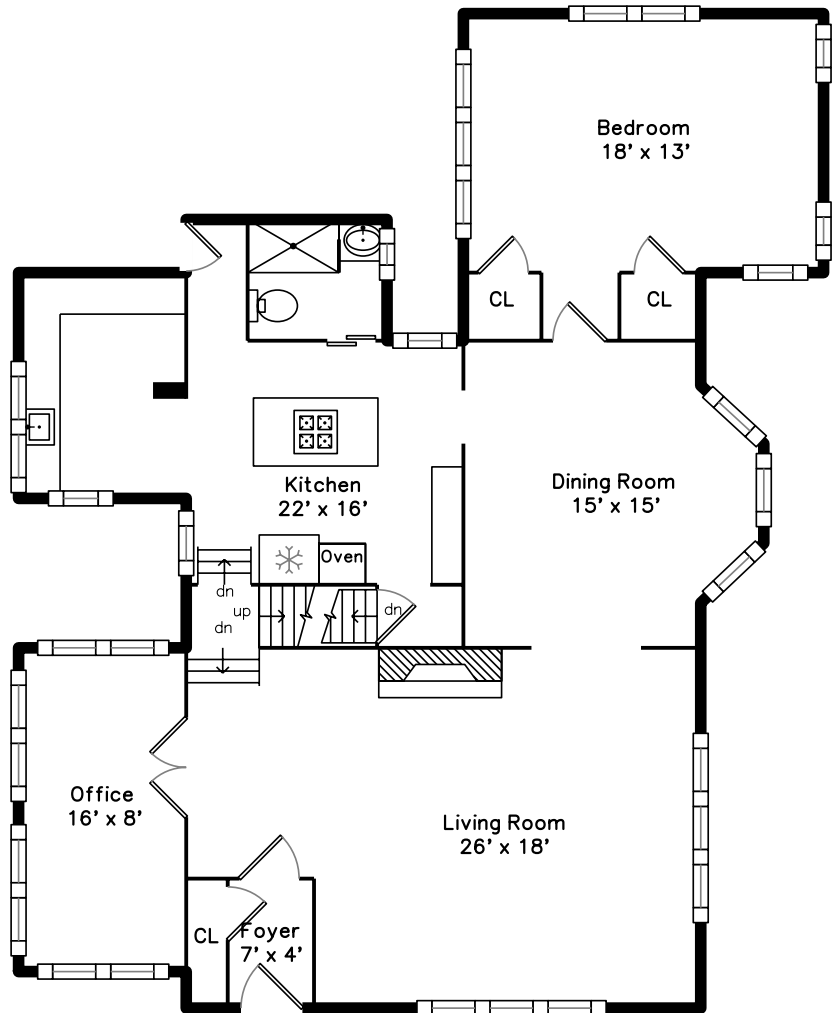 Bedroom
18’ x 13’
CL
CL
Dining Room
15’ x 15’
Kitchen
22’ x 16’
Oven
dn
up
dn
dn
Office
16’ x 8’
Living Room
26’ x 18’
CL
Foyer
7’ x 4’